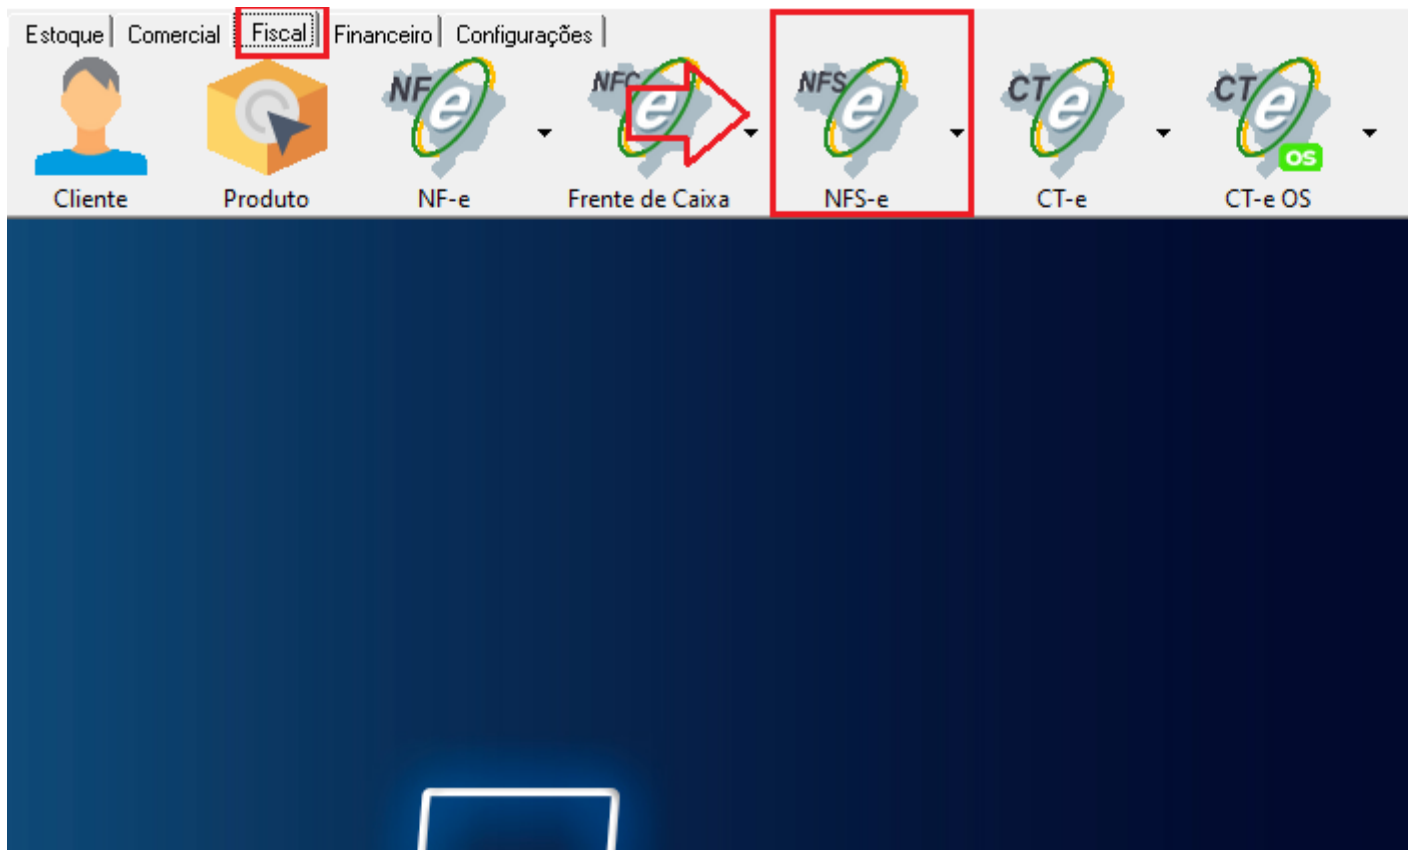 Estoque Comercial Fiscal Financeiro Configurações
NF e NFC e NFS e CT e CT e
os
Cliente Produto NF-e Frente de Caixa NFS-e CT-e CT-e OS